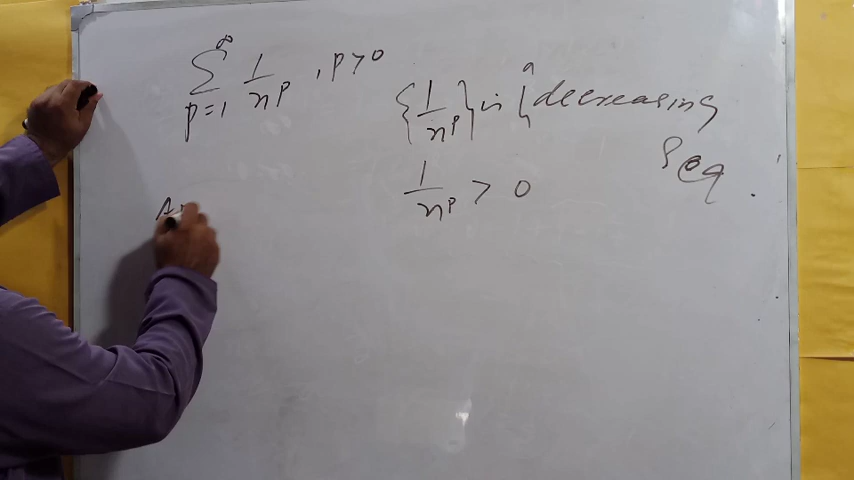 ∞
∑ 1/n^p , p>0
p=1
{1/n^p} is a decreasing
seq.
1/n^p > 0